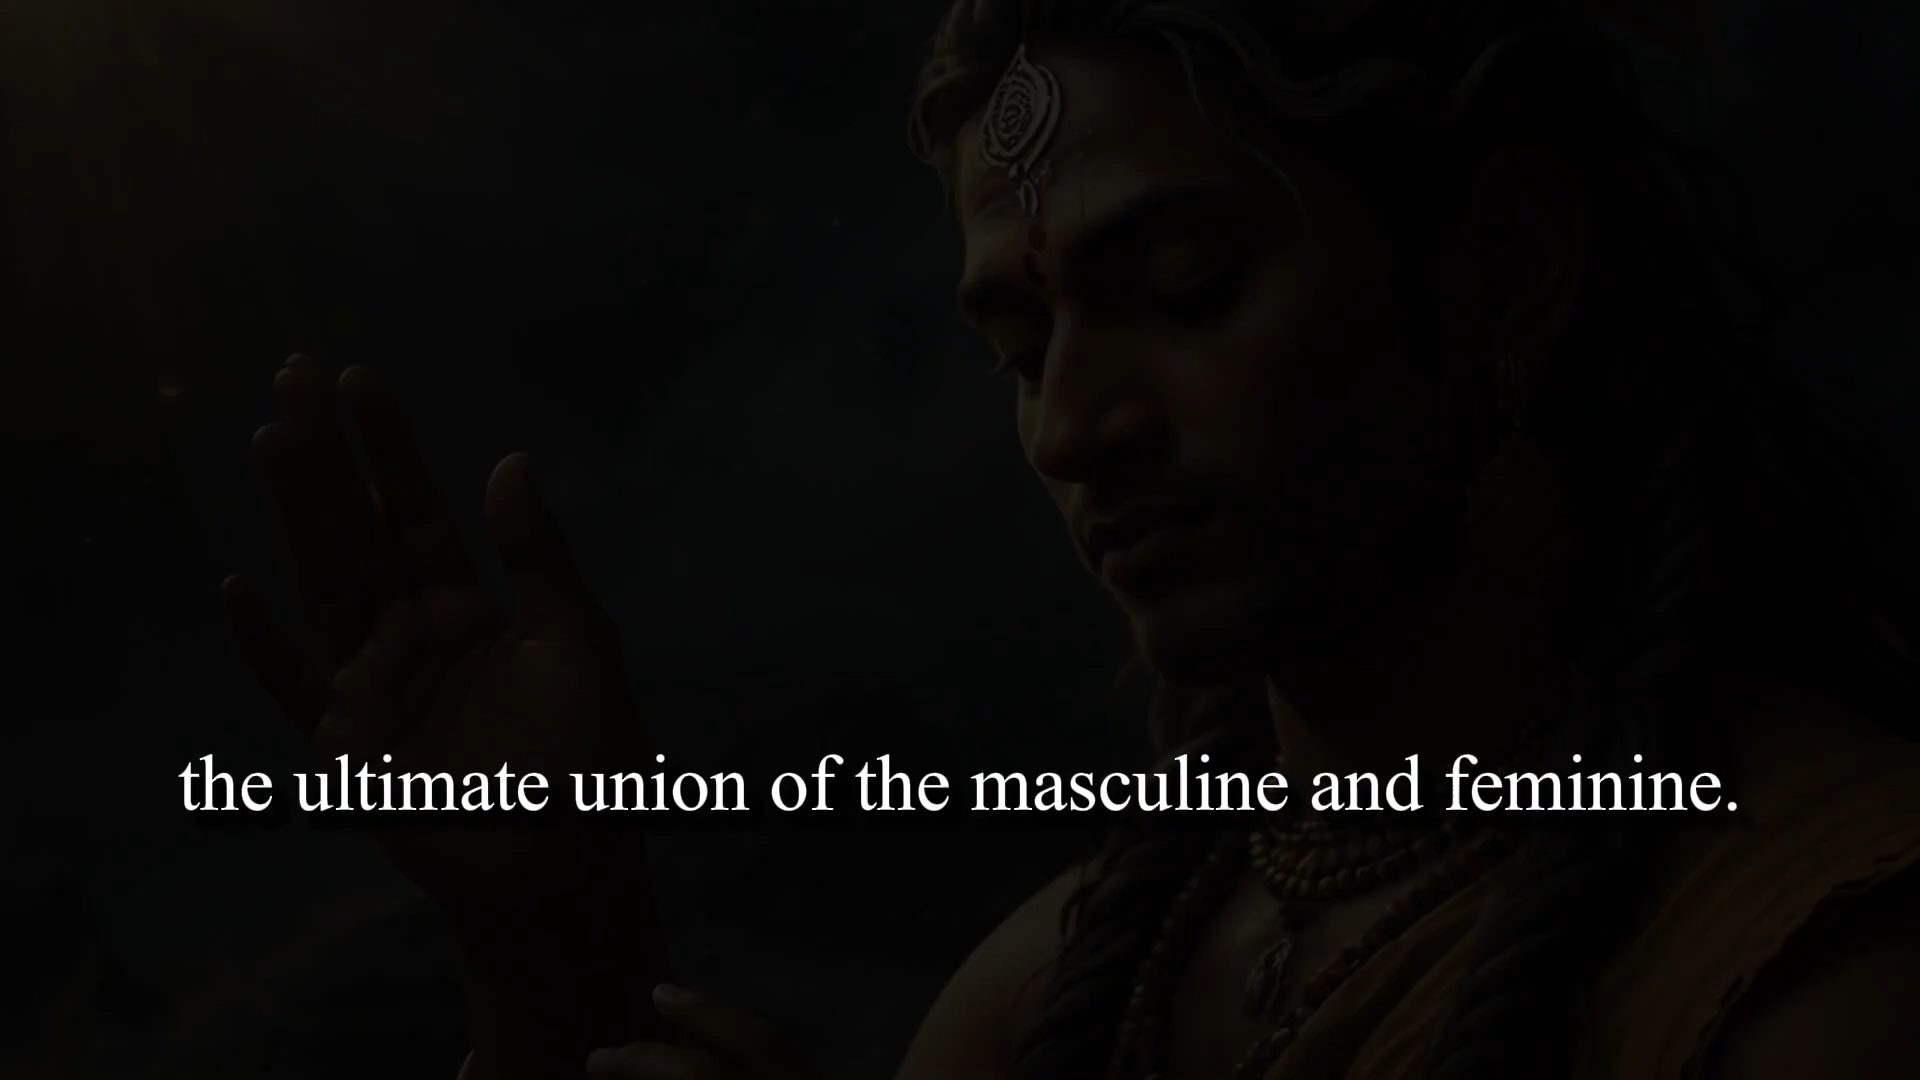 the ultimate union of the masculine and feminine.